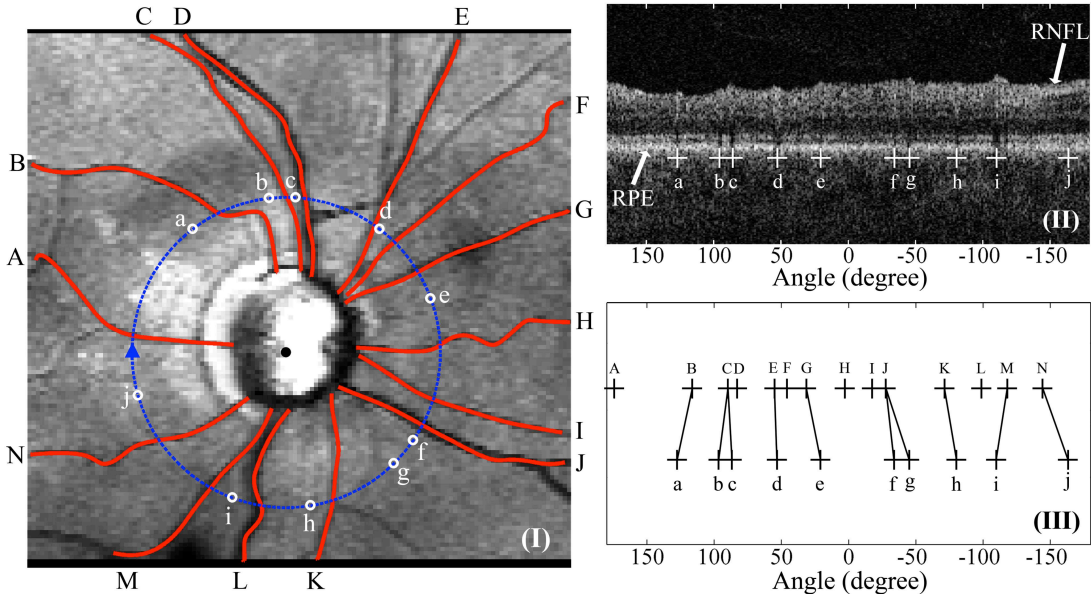 C D E
F
B
G
A
H
I
J
N
M L K
a b c d e
f g h i j
(I)
RNFL
RPE
a b c d e f g h i j
(II)
150 100 50 0 -50 -100 -150
Angle (degree)
A B C D E F G H I J K L M N
a b c d e f g h i j
(III)
150 100 50 0 -50 -100 -150
Angle (degree)